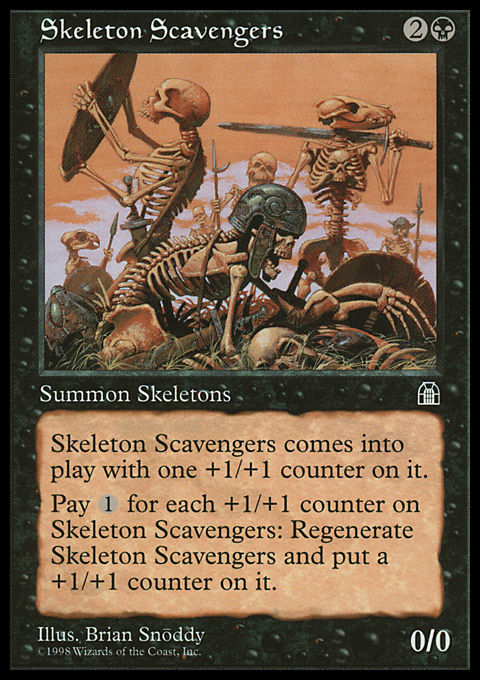 Skeleton Scavengers 2
Summon Skeletons
Skeleton Scavengers comes into
play with one +1/+1 counter on it.
Pay 1 for each +1/+1 counter on
Skeleton Scavengers: Regenerate
Skeleton Scavengers and put a
+1/+1 counter on it.
Illus. Brian Snōddy
©1998 Wizards of the Coast, Inc.
0/0